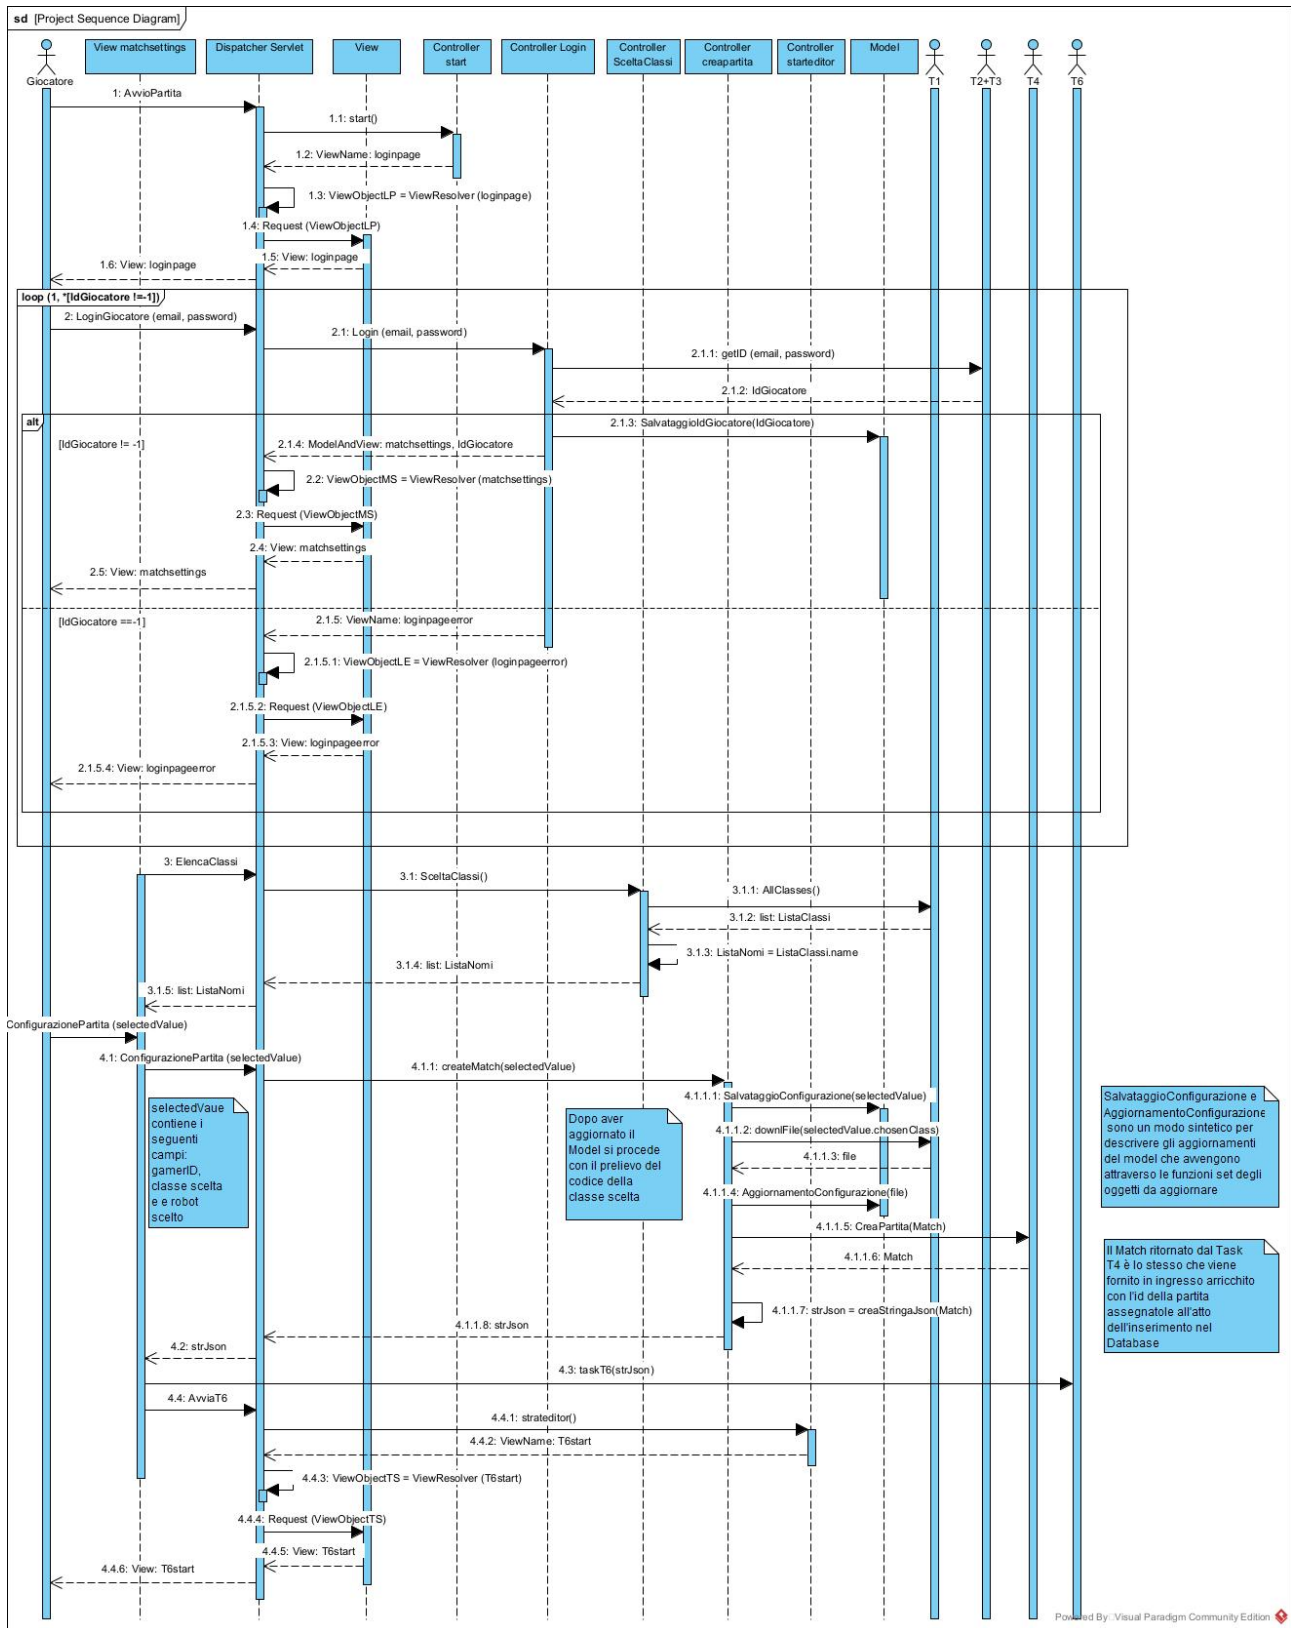 sd [Project Sequence Diagram]
View matchsettings
Dispatcher Servlet
View
Controller
start
Controller Login
Controller
SceltaClassi
Controller
creapartita
Controller
starteditor
Model
Giocatore
T1
T2+T3
T4
T6
1: AvvioPartita
1.1: start()
1.2: ViewName: loginpage
1.3: ViewObjectLP = ViewResolver (loginpage)
1.4: Request (ViewObjectLP)
1.5: View: loginpage
1.6: View: loginpage
loop (1, *[IdGiocatore !=-1])
2: LoginGiocatore (email, password)
2.1: Login (email, password)
2.1.1: getID (email, password)
2.1.2: IdGiocatore
alt
2.1.3: SalvataggioIdGiocatore(IdGiocatore)
[IdGiocatore != -1]
2.1.4: ModelAndView: matchsettings, IdGiocatore
2.2: ViewObjectMS = ViewResolver (matchsettings)
2.3: Request (ViewObjectMS)
2.4: View: matchsettings
2.5: View: matchsettings
[IdGiocatore ==-1]
2.1.5: ViewName: loginpageerror
2.1.5.1: ViewObjectLE = ViewResolver (loginpageerror)
2.1.5.2: Request (ViewObjectLE)
2.1.5.3: View: loginpageerror
2.1.5.4: View: loginpageerror
3: ElencaClassi
3.1: SceltaClassi()
3.1.1: AllClasses()
3.1.2: list: ListaClassi
3.1.3: ListaNomi = ListaClassi.name
3.1.4: list: ListaNomi
3.1.5: list: ListaNomi
ConfigurazionePartita (selectedValue)
4.1: ConfigurazionePartita (selectedValue)
4.1.1: createMatch(selectedValue)
4.1.1.1: SalvataggioConfigurazione(selectedValue)
selectedVaue
contiene i
seguenti
campi:
gamerID,
classe scelta
e e robot
scelto
Dopo aver
aggiornato il
Model si procede
con il prelievo del
codice della
classe scelta
4.1.1.2: downlFile(selectedValue.chosenClass)
4.1.1.3: file
4.1.1.4: AggiornamentoConfigurazione(file)
SalvataggioConfigurazione e
AggiornamentoConfigurazione
sono un modo sintetico per
descrivere gli aggiornamenti
del model che avvengono
attraverso le funzioni set degli
oggetti da aggiornare
4.1.1.5: CreaPartita(Match)
4.1.1.6: Match
Il Match ritornato dal Task
T4 è lo stesso che viene
fornito in ingresso arricchito
con l'id della partita
assegnatole all'atto
dell'inserimento nel
Database
4.1.1.7: strJson = creaStringaJson(Match)
4.1.1.8: strJson
4.2: strJson
4.3: taskT6(strJson)
4.4: AvviaT6
4.4.1: strateditor()
4.4.2: ViewName: T6start
4.4.3: ViewObjectTS = ViewResolver (T6start)
4.4.4: Request (ViewObjectTS)
4.4.5: View: T6start
4.4.6: View: T6start
Powered By: Visual Paradigm Community Edition